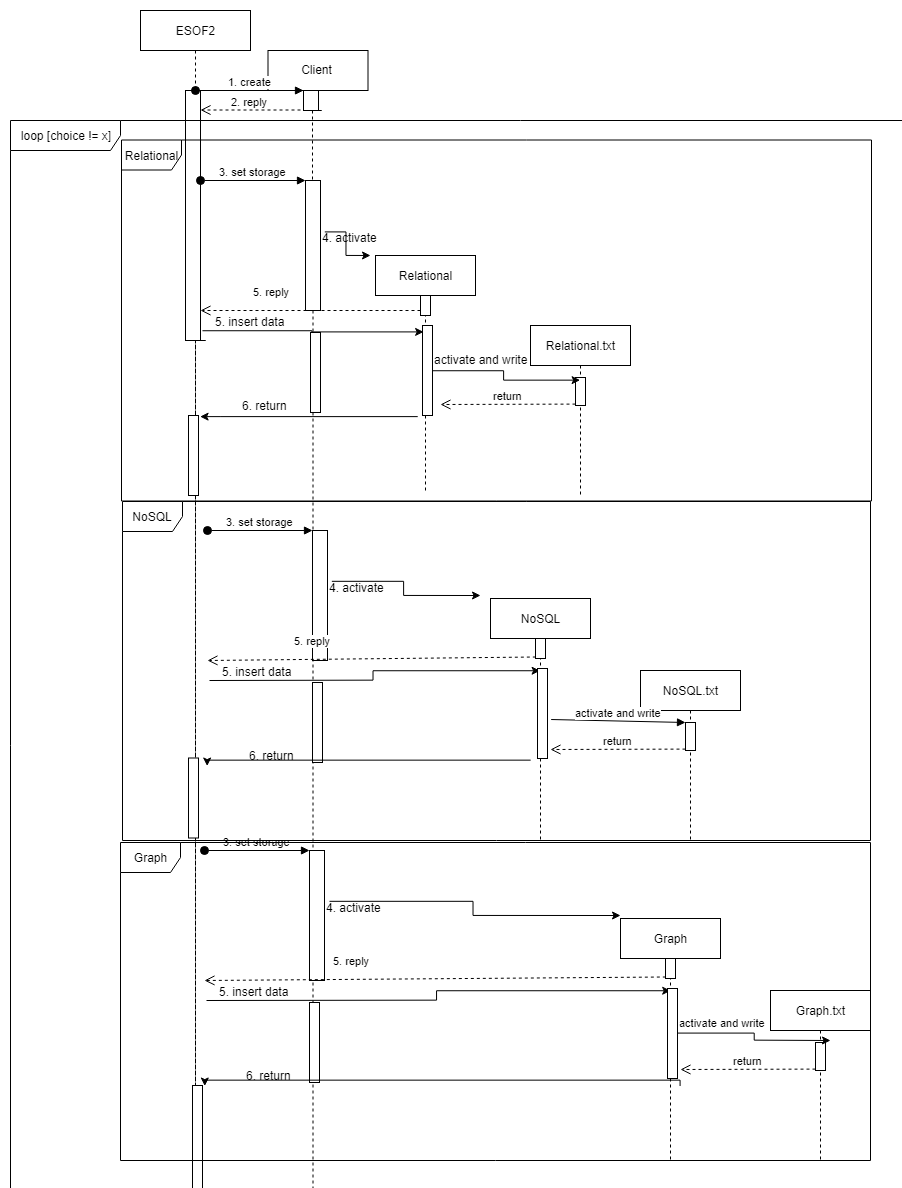 ESOF2
Client
1. create
2. reply
loop [choice != x]
Relational
3. set storage
4. activate
Relational
5. reply
5. insert data
Relational.txt
activate and write
return
6. return
NoSQL
3. set storage
4. activate
NoSQL
5. reply
5. insert data
NoSQL.txt
activate and write
return
6. return
3. set storage
Graph
4. activate
Graph
5. reply
5. insert data
Graph.txt
activate and write
return
6. return